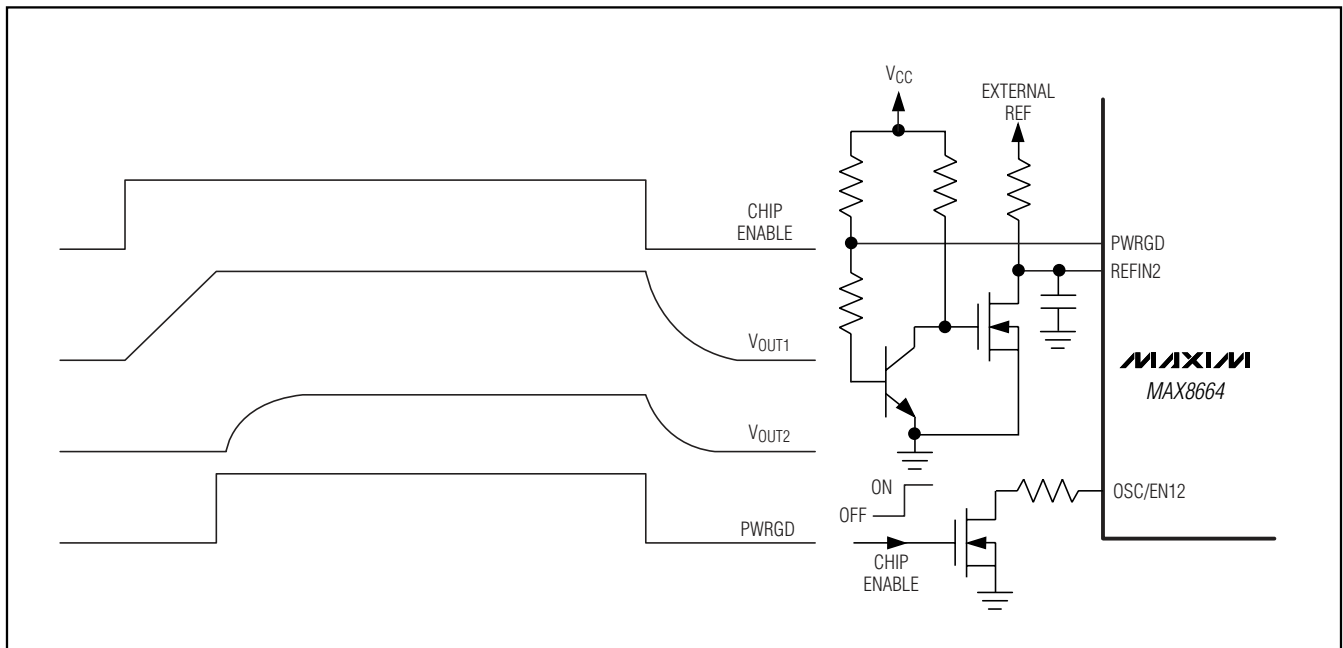 CHIP
ENABLE
VOUT1
VOUT2
PWRGD
VCC
EXTERNAL
REF
PWRGD
REFIN2
MAXIM
MAX8664
ON
OFF
OSC/EN12
CHIP
ENABLE